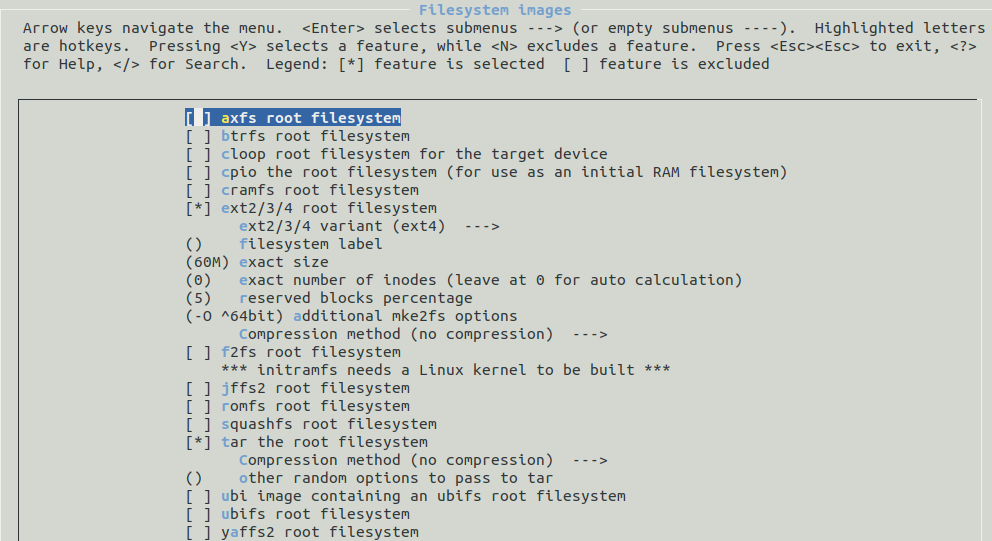 Filesystem images
Arrow keys navigate the menu.  <Enter> selects submenus ---> (or empty submenus ----).  Highlighted letters
are hotkeys.  Pressing <Y> selects a feature, while <N> excludes a feature.  Press <Esc><Esc> to exit, <?>
for Help, </> for Search.  Legend: [*] feature is selected  [ ] feature is excluded
[ ] axfs root filesystem
[ ] btrfs root filesystem
[ ] cloop root filesystem for the target device
[ ] cpio the root filesystem (for use as an initial RAM filesystem)
[ ] cramfs root filesystem
[*] ext2/3/4 root filesystem
ext2/3/4 variant (ext4)  --->
()    filesystem label
(60M) exact size
(0)   exact number of inodes (leave at 0 for auto calculation)
(5)   reserved blocks percentage
(-O ^64bit) additional mke2fs options
Compression method (no compression)  --->
[ ] f2fs root filesystem
*** initramfs needs a Linux kernel to be built ***
[ ] jffs2 root filesystem
[ ] romfs root filesystem
[ ] squashfs root filesystem
[*] tar the root filesystem
Compression method (no compression)  --->
()    other random options to pass to tar
[ ] ubi image containing an ubifs root filesystem
[ ] ubifs root filesystem
[ ] yaffs2 root filesystem